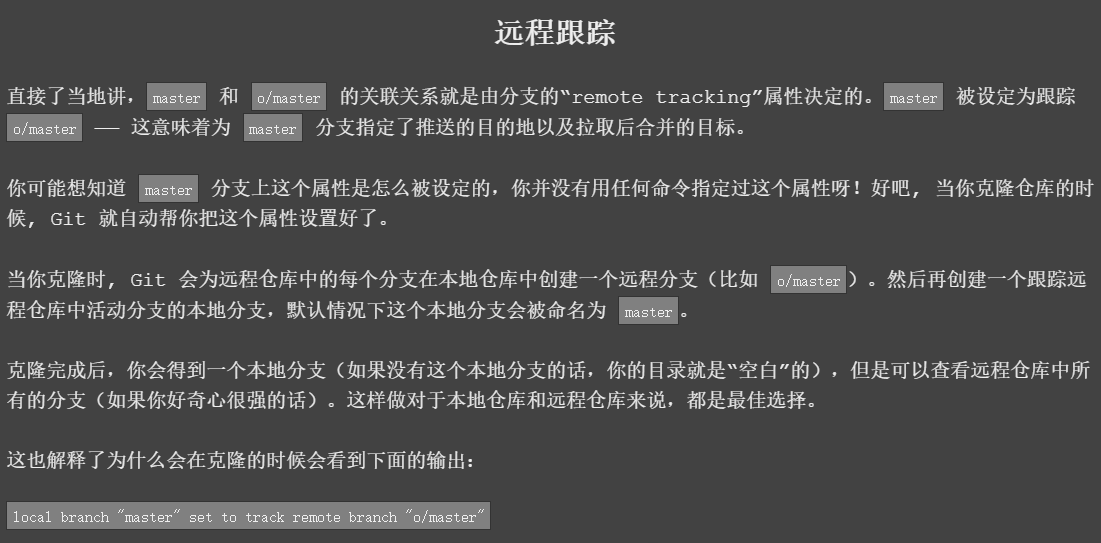 远程跟踪
直接了当地讲，master 和 o/master 的关联关系就是由分支的“remote tracking”属性决定的。master 被设定为跟踪
o/master —— 这意味着为 master 分支指定了推送的目的地以及拉取后合并的目标。
你可能想知道 master 分支上这个属性是怎么被设定的，你并没有用任何命令指定过这个属性呀！好吧, 当你克隆仓库的时
候, Git 就自动帮你把这个属性设置好了。
当你克隆时, Git 会为远程仓库中的每个分支在本地仓库中创建一个远程分支（比如 o/master）。然后再创建一个跟踪远
程仓库中活动分支的本地分支，默认情况下这个本地分支会被命名为 master。
克隆完成后，你会得到一个本地分支（如果没有这个本地分支的话，你的目录就是“空白”的），但是可以查看远程仓库中所
有的分支（如果你好奇心很强的话）。这样做对于本地仓库和远程仓库来说，都是最佳选择。
这也解释了为什么会在克隆的时候会看到下面的输出：
local branch "master" set to track remote branch "o/master"